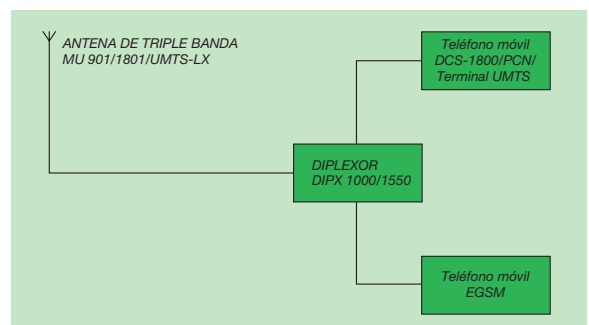 ANTENA DE TRIPLE BANDA
MU 901/1801/UMTS-LX
Teléfono móvil
DCS-1800/PCN/
Terminal UMTS
DIPLEXOR
DIPX 1000/1550
Teléfono móvil
EGSM